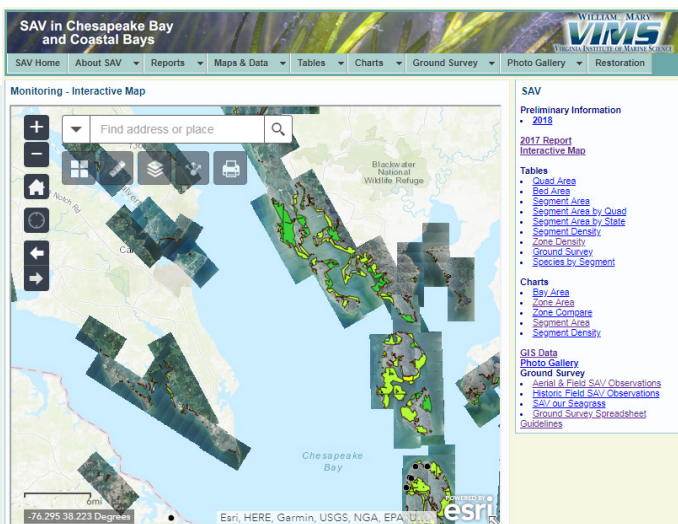 SAV in Chesapeake Bay
and Coastal Bays
WILLIAM & MARY
VIMS
VIRGINIA INSTITUTE OF MARINE SCIENCE
SAV Home About SAV Reports Maps & Data Tables Charts Ground Survey Photo Gallery Restoration
Monitoring - Interactive Map
Find address or place
Blackwater
National
Wildlife Refuge
Notch Rd
Chesapeake
Bay
6mi
-76.295 38.223 Degrees
Esri, HERE, Garmin, USGS, NGA, EPA, U...
POWERED BY
esri
SAV
Preliminary Information
2018
2017 Report
Interactive Map
Tables
Quad Area
Bed Area
Segment Area
Segment Area by Quad
Segment Area by State
Segment Density
Zone Density
Ground Survey
Species by Segment
Charts
Bay Area
Zone Area
Zone Compare
Segment Area
Segment Density
GIS Data
Photo Gallery
Ground Survey
Aerial & Field SAV Observations
Historic Field SAV Observations
SAV our Seagrass
Ground Survey Spreadsheet
Guidelines